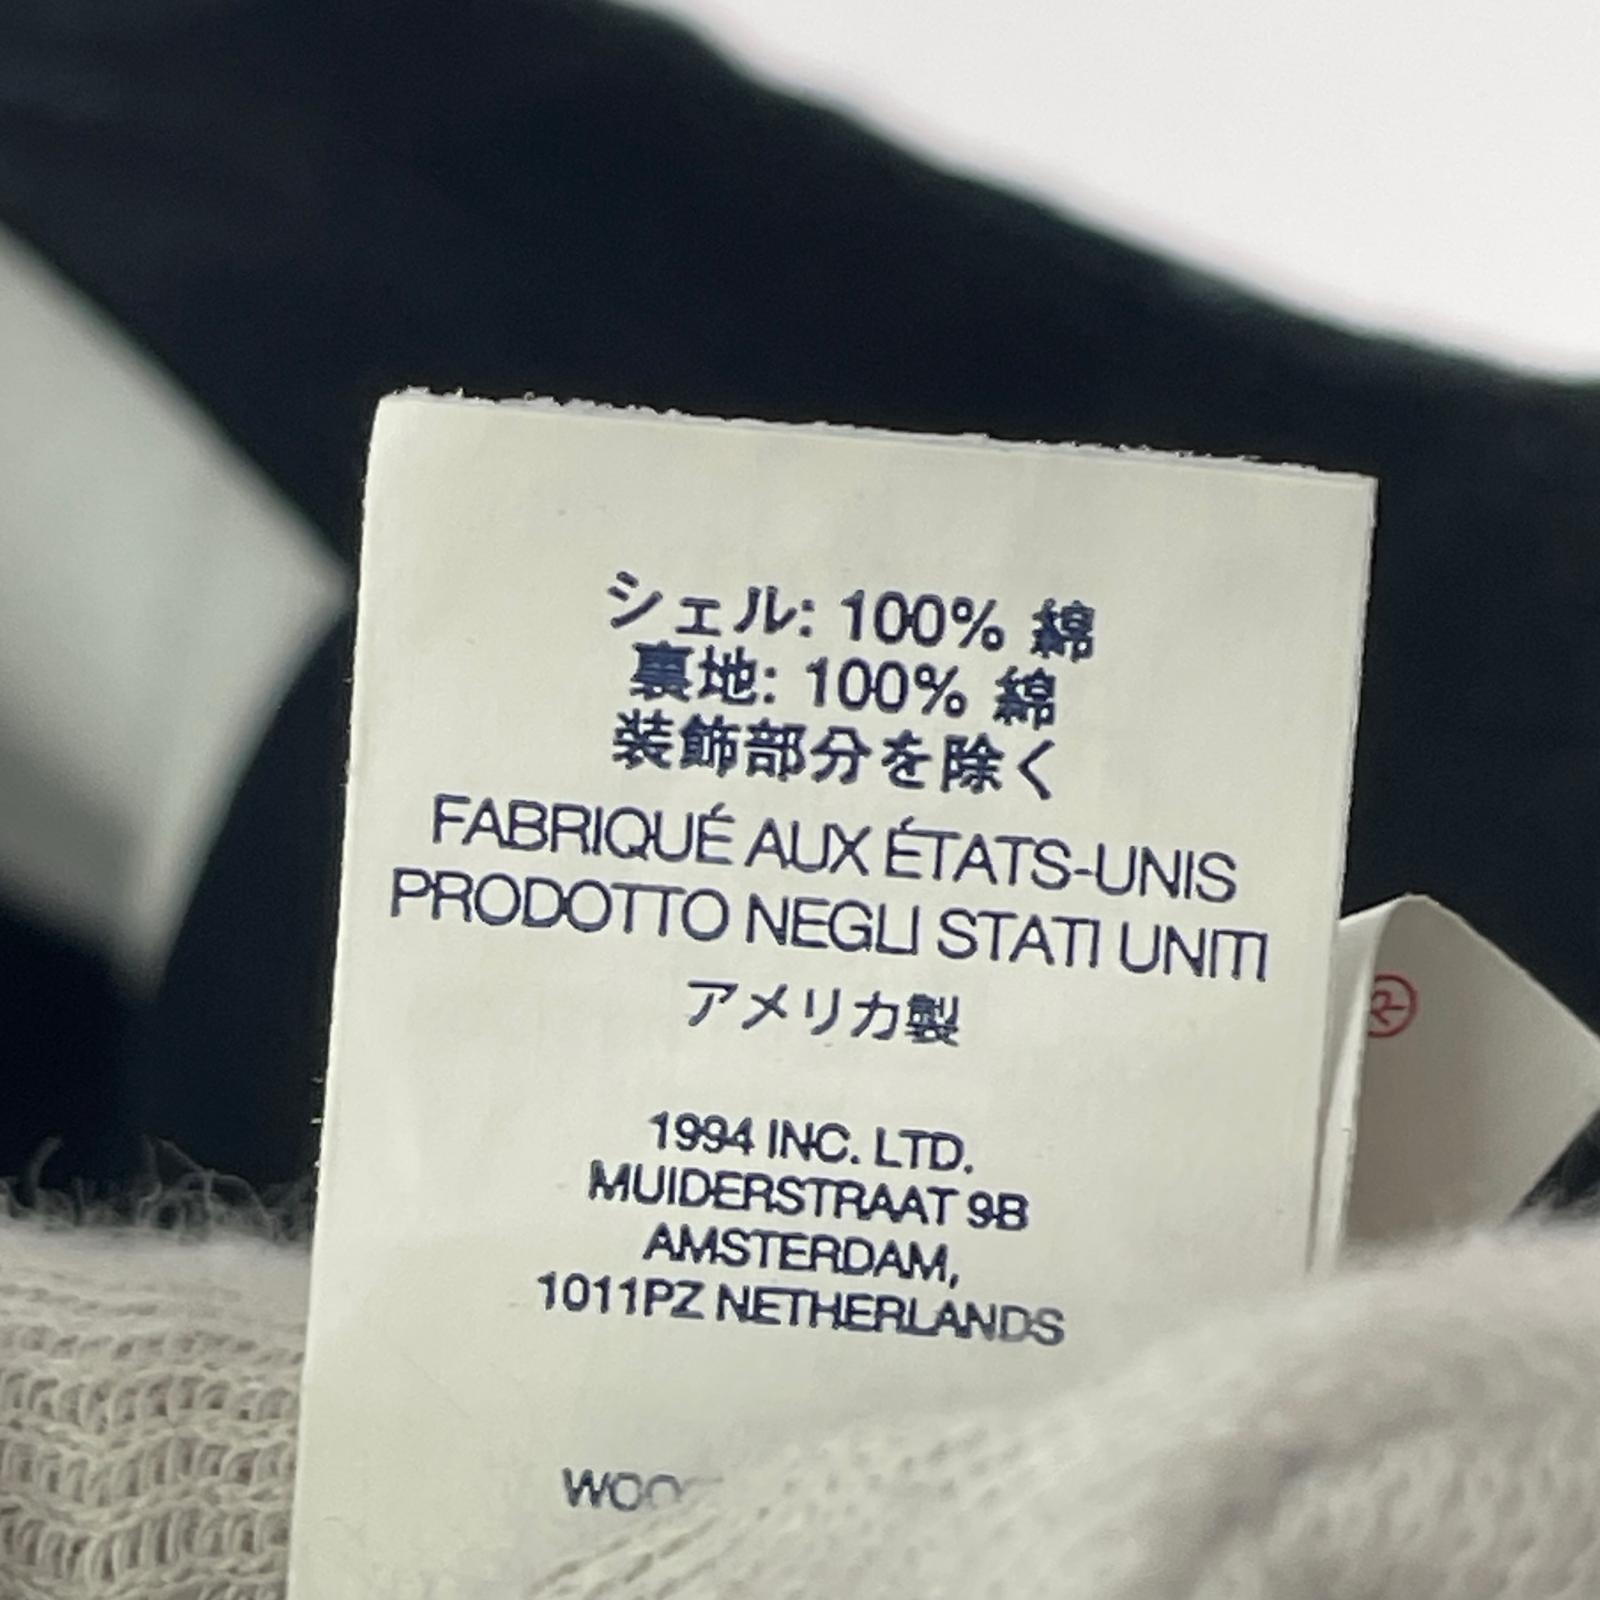 シェル: 100% 綿
裏地: 100% 綿
装飾部分を除く
FABRIQUÉ AUX ÉTATS-UNIS
PRODOTTO NEGLI STATI UNITI
アメリカ製
1994 INC. LTD.
MUIDERSTRAAT 9B
AMSTERDAM,
1011PZ NETHERLANDS
®